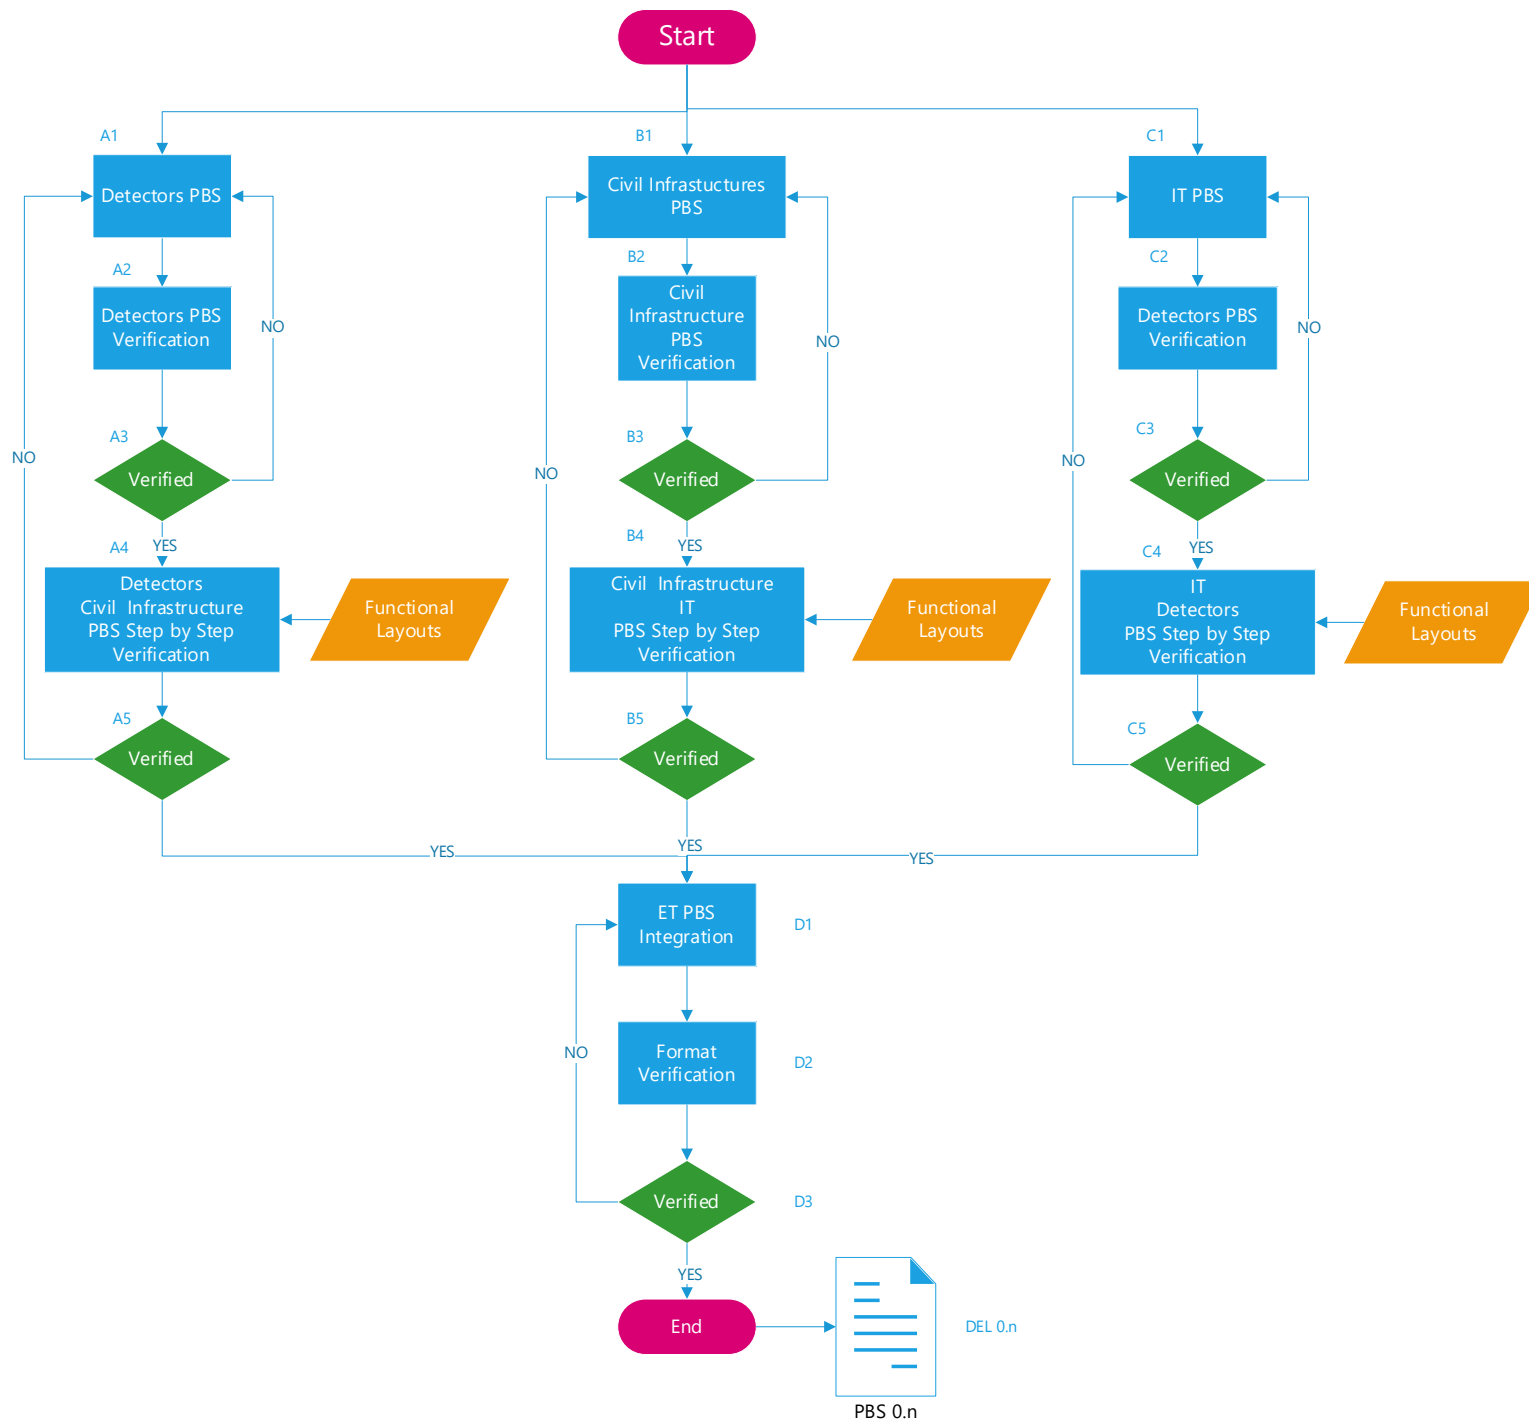 Start
A1
B1
C1
Detectors PBS
Civil Infrastuctures
PBS
IT PBS
A2
B2
C2
Detectors PBS
Verification
Civil
Infrastructure
PBS
Verification
Detectors PBS
Verification
NO
NO
NO
A3
B3
C3
NO
NO
NO
Verified
Verified
Verified
A4
YES
B4
YES
C4
YES
Detectors
Civil  Infrastructure
PBS Step by Step
Verification
Functional
Layouts
Civil  Infrastructure
IT
PBS Step by Step
Verification
Functional
Layouts
IT
Detectors
PBS Step by Step
Verification
Functional
Layouts
A5
B5
C5
Verified
Verified
Verified
YES
YES
YES
ET PBS
Integration
D1
NO
Format
Verification
D2
Verified
D3
YES
End
DEL 0.n
PBS 0.n